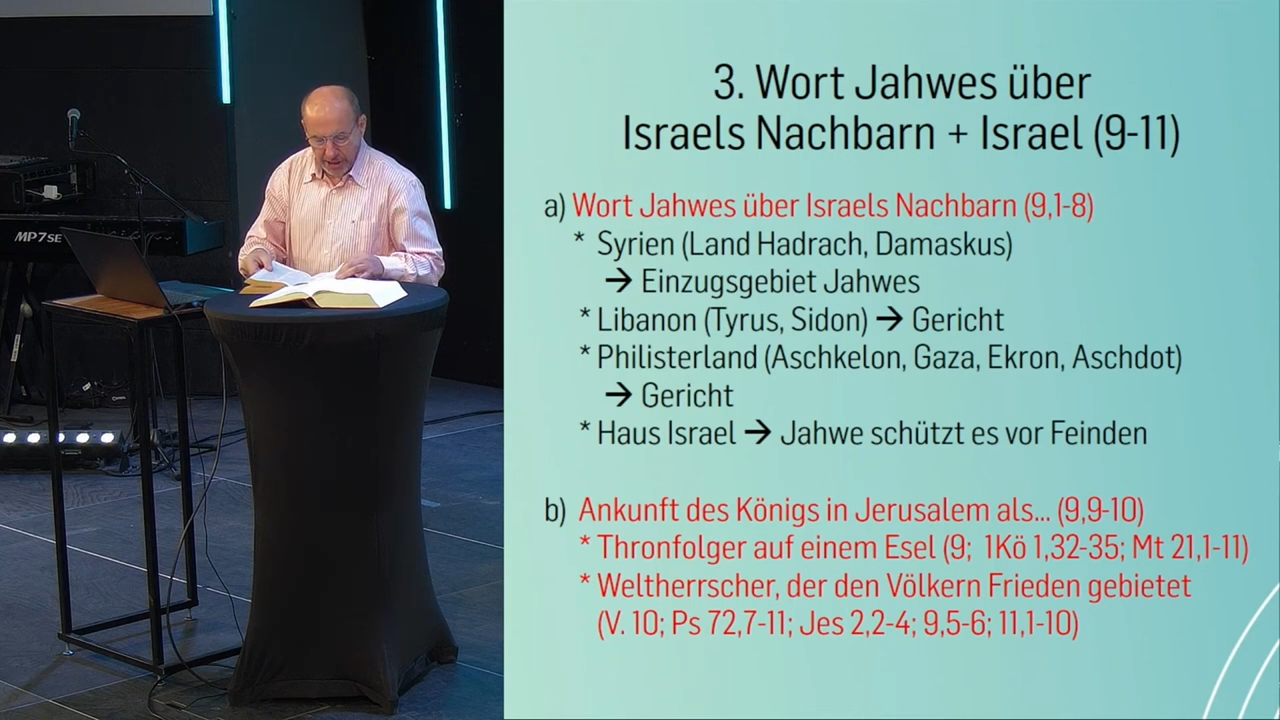 MP7SE
3. Wort Jahwes über
Israels Nachbarn + Israel (9-11)
a) Wort Jahwes über Israels Nachbarn (9,1-8)
* Syrien (Land Hadrach, Damaskus)
→ Einzugsgebiet Jahwes
* Libanon (Tyrus, Sidon) → Gericht
* Philisterland (Aschkelon, Gaza, Ekron, Aschdot)
→ Gericht
* Haus Israel → Jahwe schützt es vor Feinden
b) Ankunft des Königs in Jerusalem als... (9,9-10)
* Thronfolger auf einem Esel (9; 1Kö 1,32-35; Mt 21,1-11)
* Weltherrscher, der den Völkern Frieden gebietet
(V. 10; Ps 72,7-11; Jes 2,2-4; 9,5-6; 11,1-10)